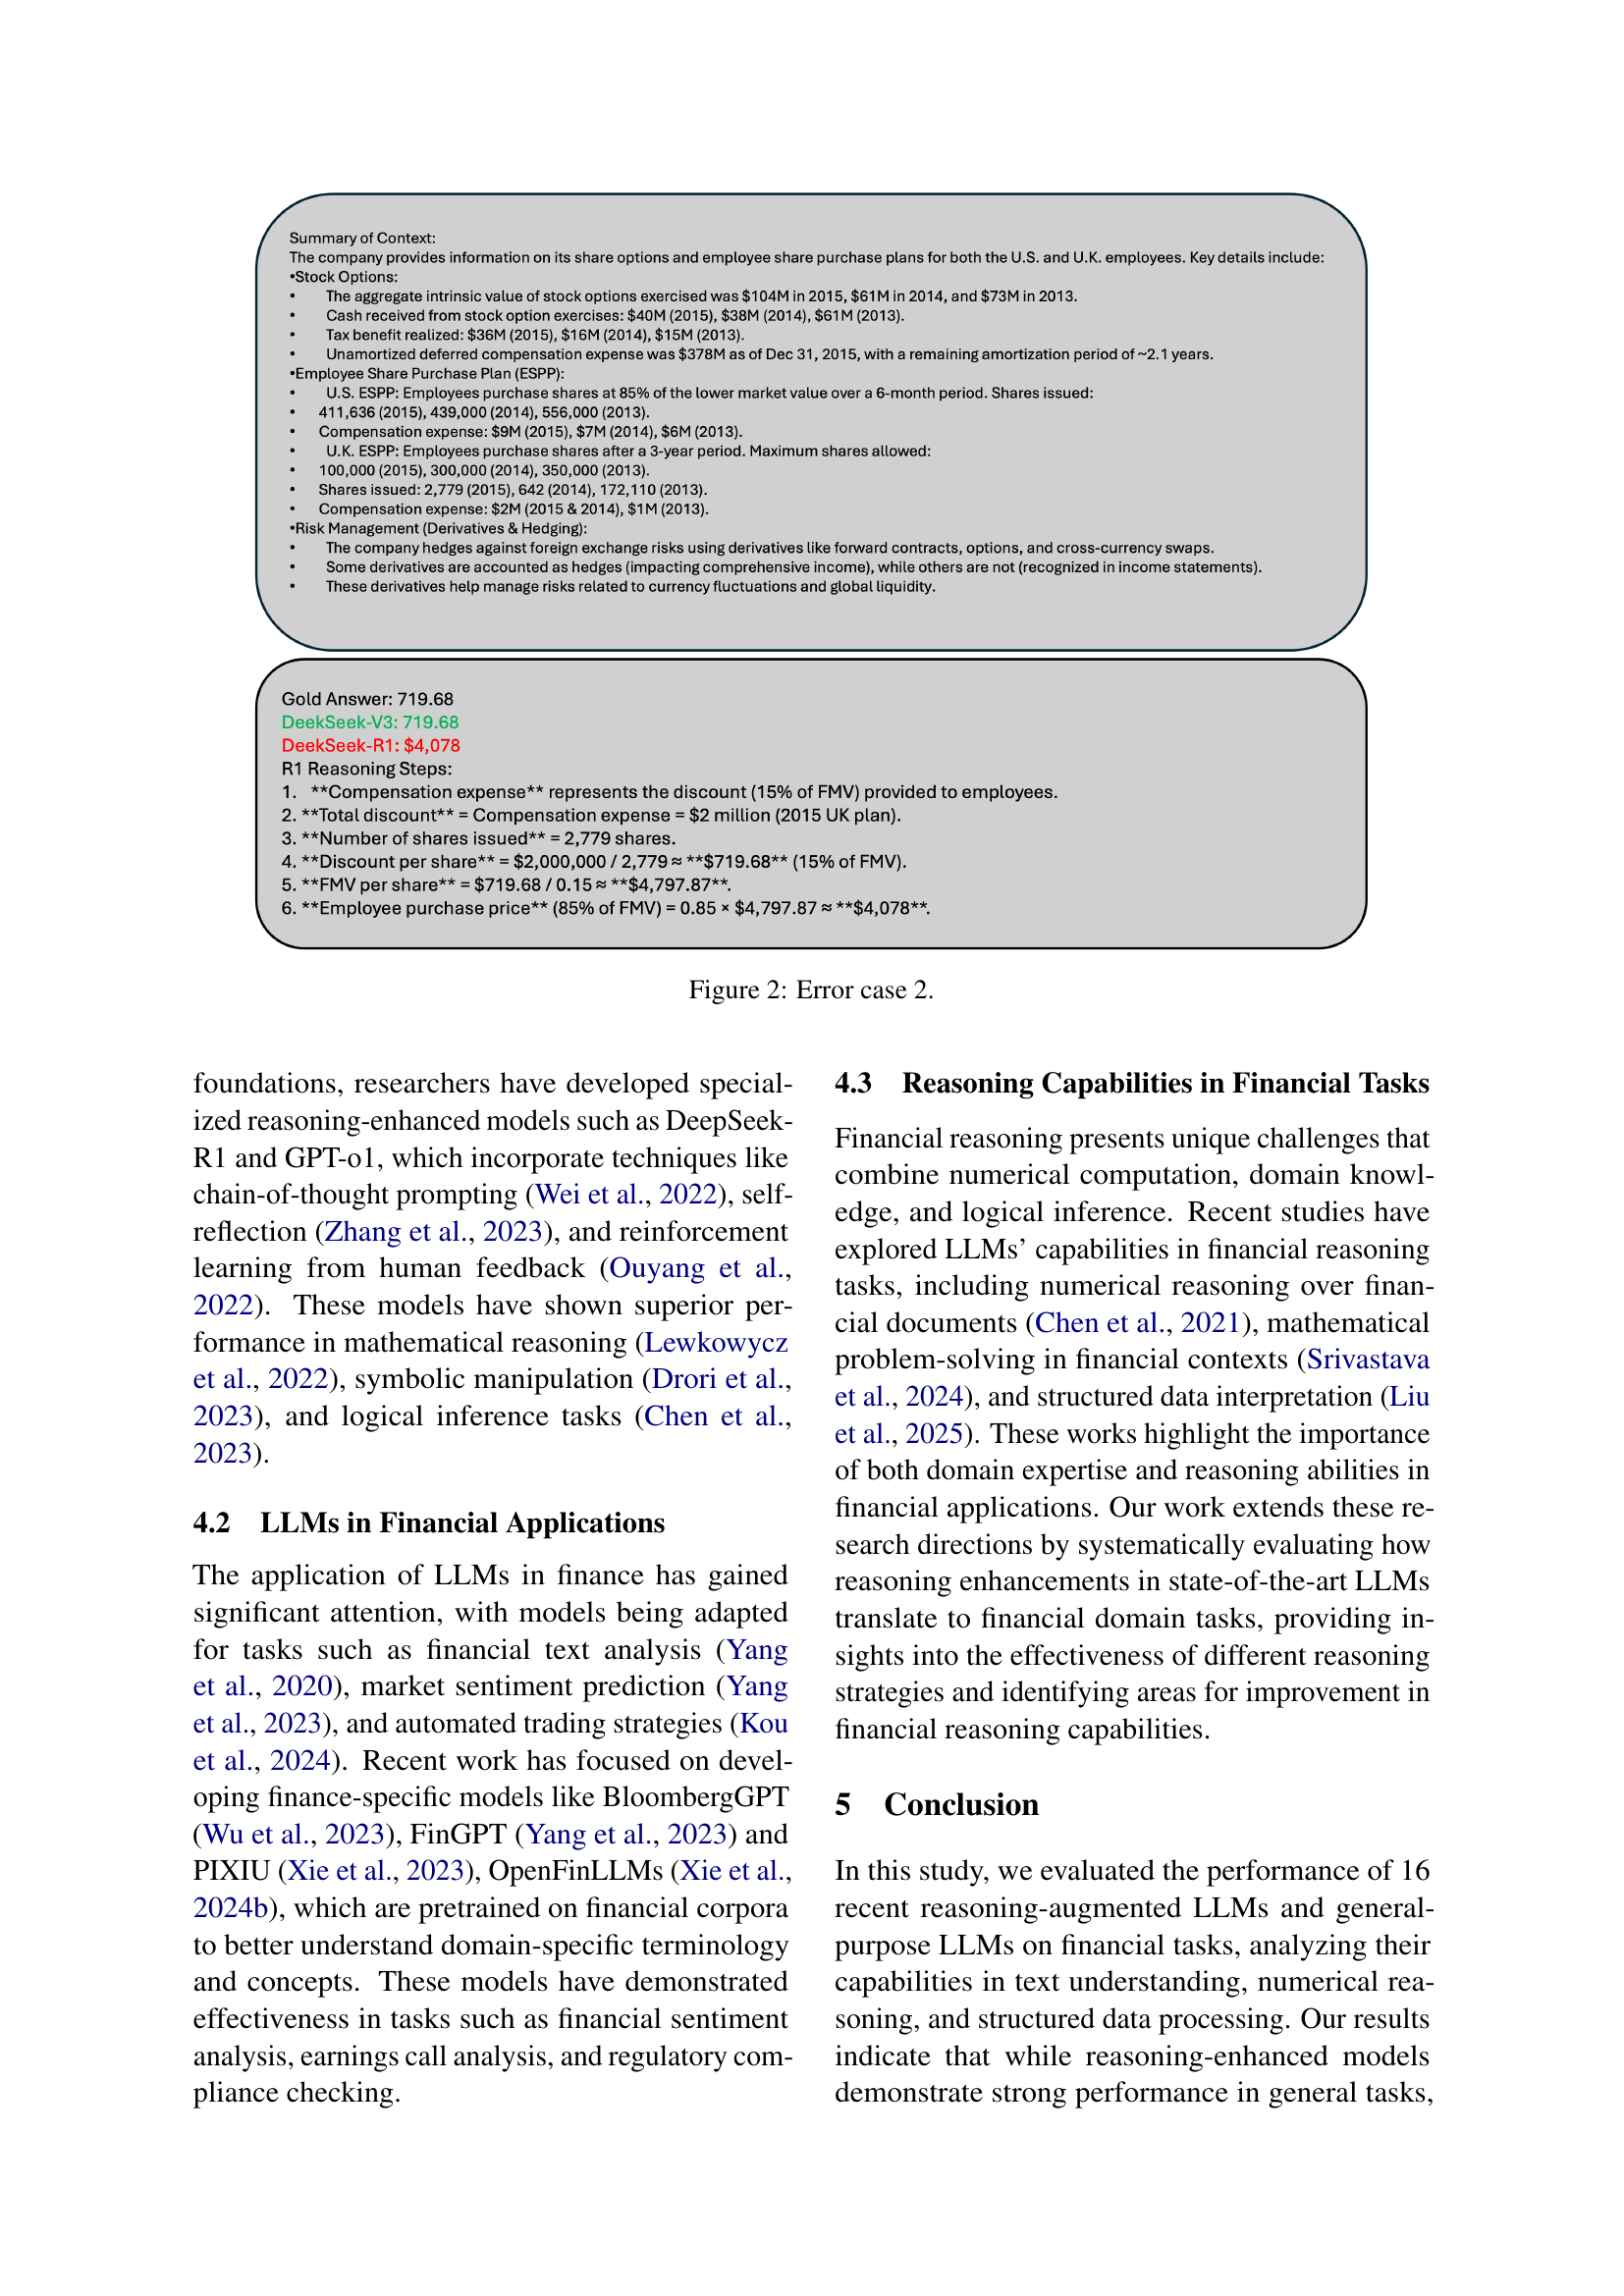 Summary of Context:
The company provides information on its share options and employee share purchase plans for both the U.S. and U.K. employees. Key details include:
•Stock Options:
• The aggregate intrinsic value of stock options exercised was $104M in 2015, $61M in 2014, and $73M in 2013.
• Cash received from stock option exercises: $40M (2015), $38M (2014), $61M (2013).
• Tax benefit realized: $36M (2015), $16M (2014), $15M (2013).
• Unamortized deferred compensation expense was $378M as of Dec 31, 2015, with a remaining amortization period of ~2.1 years.
•Employee Share Purchase Plan (ESPP):
• U.S. ESPP: Employees purchase shares at 85% of the lower market value over a 6-month period. Shares issued:
• 411,636 (2015), 439,000 (2014), 556,000 (2013).
• Compensation expense: $9M (2015), $7M (2014), $6M (2013).
• U.K. ESPP: Employees purchase shares after a 3-year period. Maximum shares allowed:
• 100,000 (2015), 300,000 (2014), 350,000 (2013).
• Shares issued: 2,779 (2015), 642 (2014), 172,110 (2013).
• Compensation expense: $2M (2015 & 2014), $1M (2013).
•Risk Management (Derivatives & Hedging):
• The company hedges against foreign exchange risks using derivatives like forward contracts, options, and cross-currency swaps.
• Some derivatives are accounted as hedges (impacting comprehensive income), while others are not (recognized in income statements).
• These derivatives help manage risks related to currency fluctuations and global liquidity.
Gold Answer: 719.68
DeekSeek-V3: 719.68
DeekSeek-R1: $4,078
R1 Reasoning Steps:
1. **Compensation expense** represents the discount (15% of FMV) provided to employees.
2. **Total discount** = Compensation expense = $2 million (2015 UK plan).
3. **Number of shares issued** = 2,779 shares.
4. **Discount per share** = $2,000,000 / 2,779 ≈ **$719.68** (15% of FMV).
5. **FMV per share** = $719.68 / 0.15 ≈ **$4,797.87**.
6. **Employee purchase price** (85% of FMV) = 0.85 × $4,797.87 ≈ **$4,078**.
Figure 2: Error case 2.
foundations, researchers have developed special-
ized reasoning-enhanced models such as DeepSeek-
R1 and GPT-o1, which incorporate techniques like
chain-of-thought prompting (Wei et al., 2022), self-
reflection (Zhang et al., 2023), and reinforcement
learning from human feedback (Ouyang et al.,
2022). These models have shown superior per-
formance in mathematical reasoning (Lewkowycz
et al., 2022), symbolic manipulation (Drori et al.,
2023), and logical inference tasks (Chen et al.,
2023).
4.2 LLMs in Financial Applications
The application of LLMs in finance has gained
significant attention, with models being adapted
for tasks such as financial text analysis (Yang
et al., 2020), market sentiment prediction (Yang
et al., 2023), and automated trading strategies (Kou
et al., 2024). Recent work has focused on devel-
oping finance-specific models like BloombergGPT
(Wu et al., 2023), FinGPT (Yang et al., 2023) and
PIXIU (Xie et al., 2023), OpenFinLLMs (Xie et al.,
2024b), which are pretrained on financial corpora
to better understand domain-specific terminology
and concepts. These models have demonstrated
effectiveness in tasks such as financial sentiment
analysis, earnings call analysis, and regulatory com-
pliance checking.
4.3 Reasoning Capabilities in Financial Tasks
Financial reasoning presents unique challenges that
combine numerical computation, domain knowl-
edge, and logical inference. Recent studies have
explored LLMs' capabilities in financial reasoning
tasks, including numerical reasoning over finan-
cial documents (Chen et al., 2021), mathematical
problem-solving in financial contexts (Srivastava
et al., 2024), and structured data interpretation (Liu
et al., 2025). These works highlight the importance
of both domain expertise and reasoning abilities in
financial applications. Our work extends these re-
search directions by systematically evaluating how
reasoning enhancements in state-of-the-art LLMs
translate to financial domain tasks, providing in-
sights into the effectiveness of different reasoning
strategies and identifying areas for improvement in
financial reasoning capabilities.
5 Conclusion
In this study, we evaluated the performance of 16
recent reasoning-augmented LLMs and general-
purpose LLMs on financial tasks, analyzing their
capabilities in text understanding, numerical rea-
soning, and structured data processing. Our results
indicate that while reasoning-enhanced models
demonstrate strong performance in general tasks,